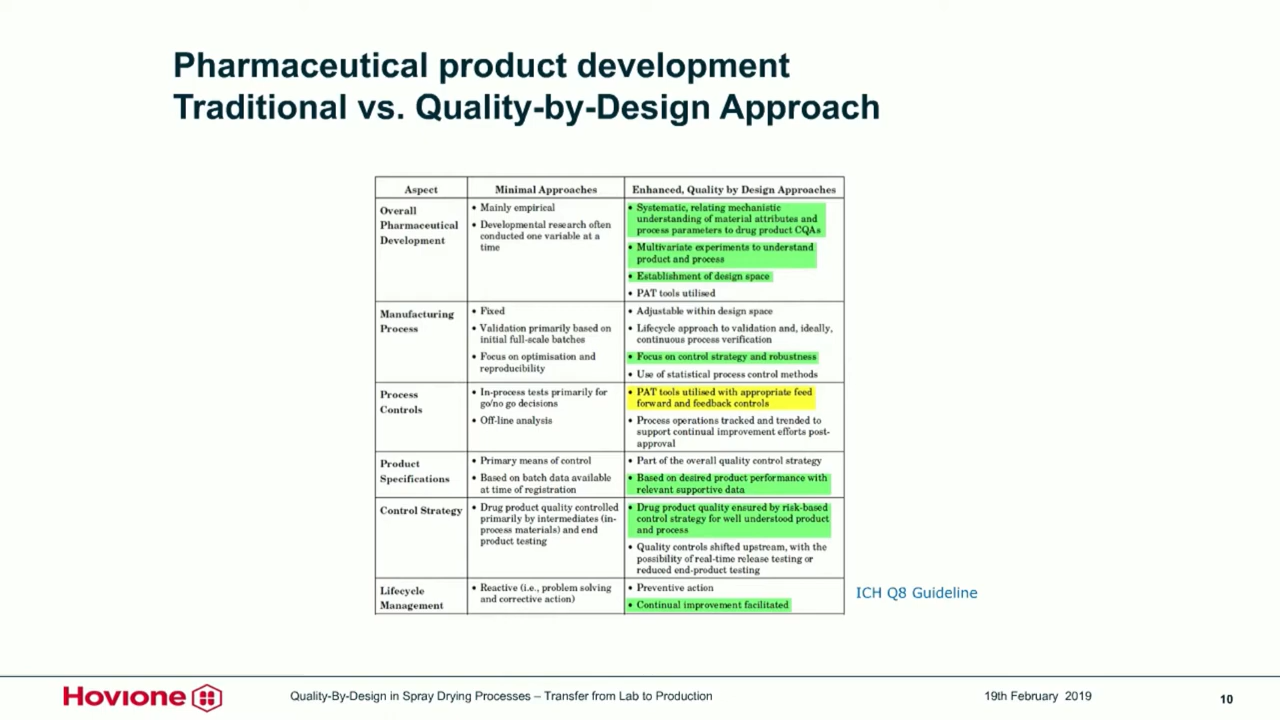 Pharmaceutical product development
Traditional vs. Quality-by-Design Approach
Aspect
Minimal Approaches
Enhanced, Quality by Design Approaches
Overall
Pharmaceutical
Development
• Mainly empirical
• Developmental research often
conducted one variable at a
time
• Systematic, relating mechanistic
understanding of material attributes and
process parameters to drug product CQAs
• Multivariate experiments to understand
product and process
• Establishment of design space
• PAT tools utilised
Manufacturing
Process
• Fixed
• Validation primarily based on
initial full-scale batches
• Focus on optimisation and
reproducibility
• Adjustable within design space
• Lifecycle approach to validation and, ideally,
continuous process verification
• Focus on control strategy and robustness
• Use of statistical process control methods
Process
Controls
• In-process tests primarily for
go/no go decisions
• Off-line analysis
• PAT tools utilised with appropriate feed
forward and feedback controls
• Process operations tracked and trended to
support continual improvement efforts post-
approval
Product
Specifications
• Primary means of control
• Based on batch data available
at time of registration
• Part of the overall quality control strategy
• Based on desired product performance with
relevant supportive data
Control Strategy
• Drug product quality controlled
primarily by intermediates (in-
process materials) and end
product testing
• Drug product quality ensured by risk-based
control strategy for well understood product
and process
• Quality controls shifted upstream, with the
possibility of real-time release testing or
reduced end-product testing
Lifecycle
Management
• Reactive (i.e., problem solving
and corrective action)
• Preventive action
• Continual improvement facilitated
ICH Q8 Guideline
Hovione
Quality-By-Design in Spray Drying Processes – Transfer from Lab to Production
19th February 2019
10